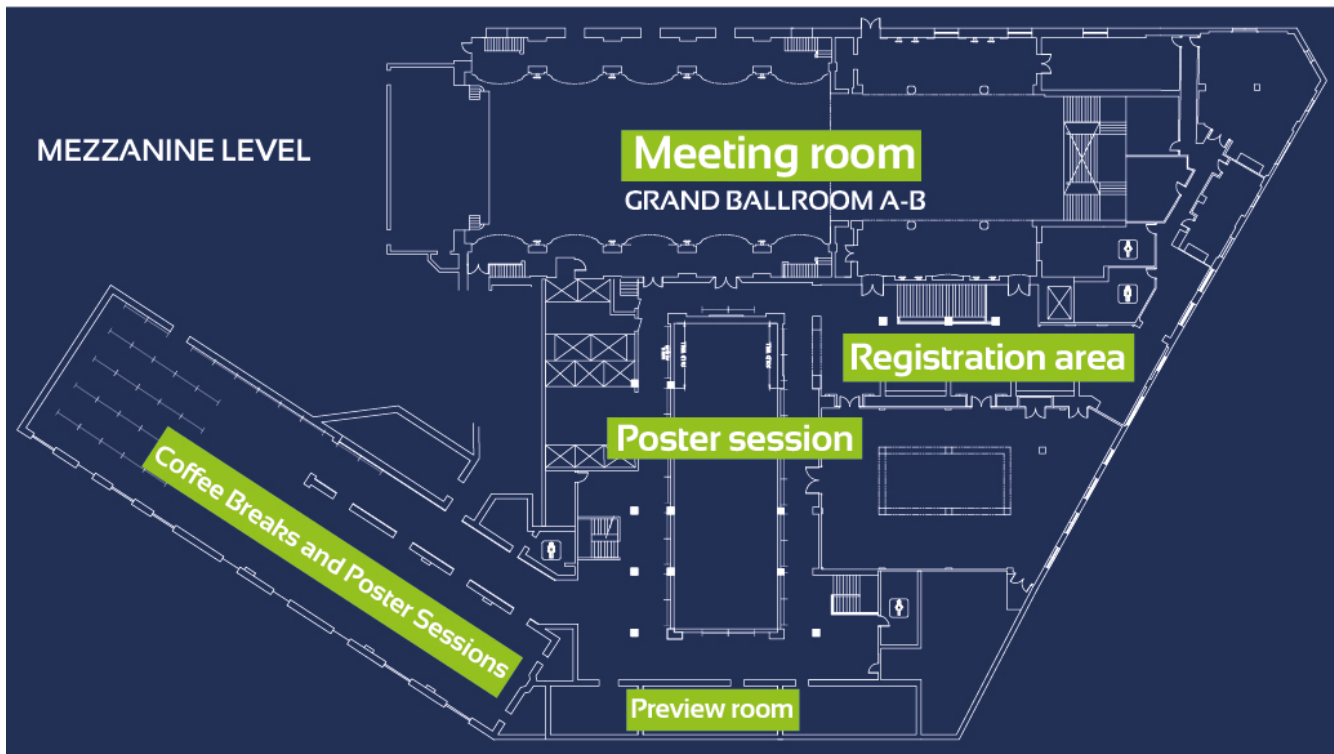 MEZZANINE LEVEL
Meeting room
GRAND BALLROOM A-B
Registration area
Poster session
Coffee Breaks and Poster Sessions
Preview room